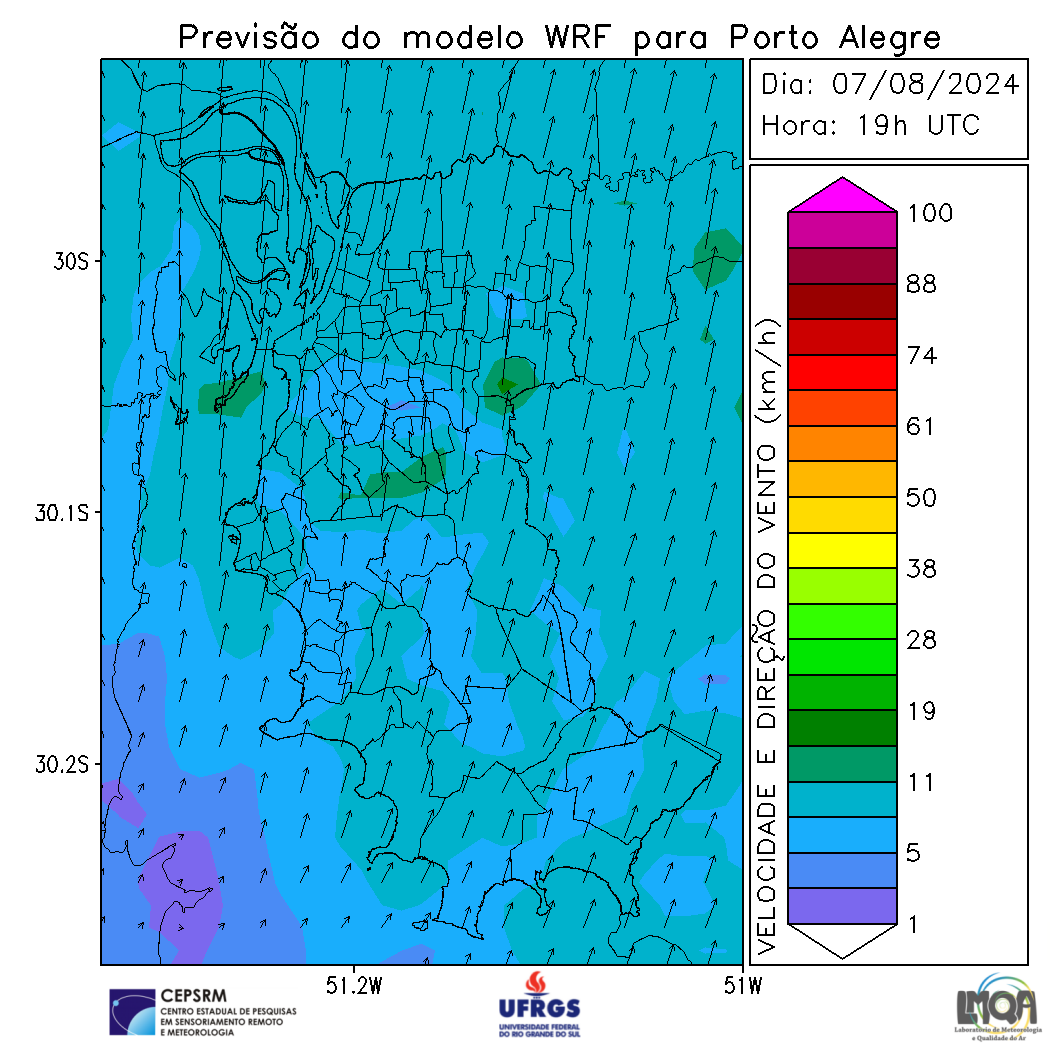 Previsão do modelo WRF para Porto Alegre
Dia: 07/08/2024
Hora: 19h UTC
30S
30.1S
30.2S
51.2W
51W
VELOCIDADE E DIREÇÃO DO VENTO (km/h)
100
88
74
61
50
38
28
19
11
5
1
CEPSRM
CENTRO ESTADUAL DE PESQUISAS
EM SENSORIAMENTO REMOTO
E METEOROLOGIA
UFRGS
UNIVERSIDADE FEDERAL
DO RIO GRANDE DO SUL
LMQA
Laboratório de Meteorologia
e Qualidade do Ar